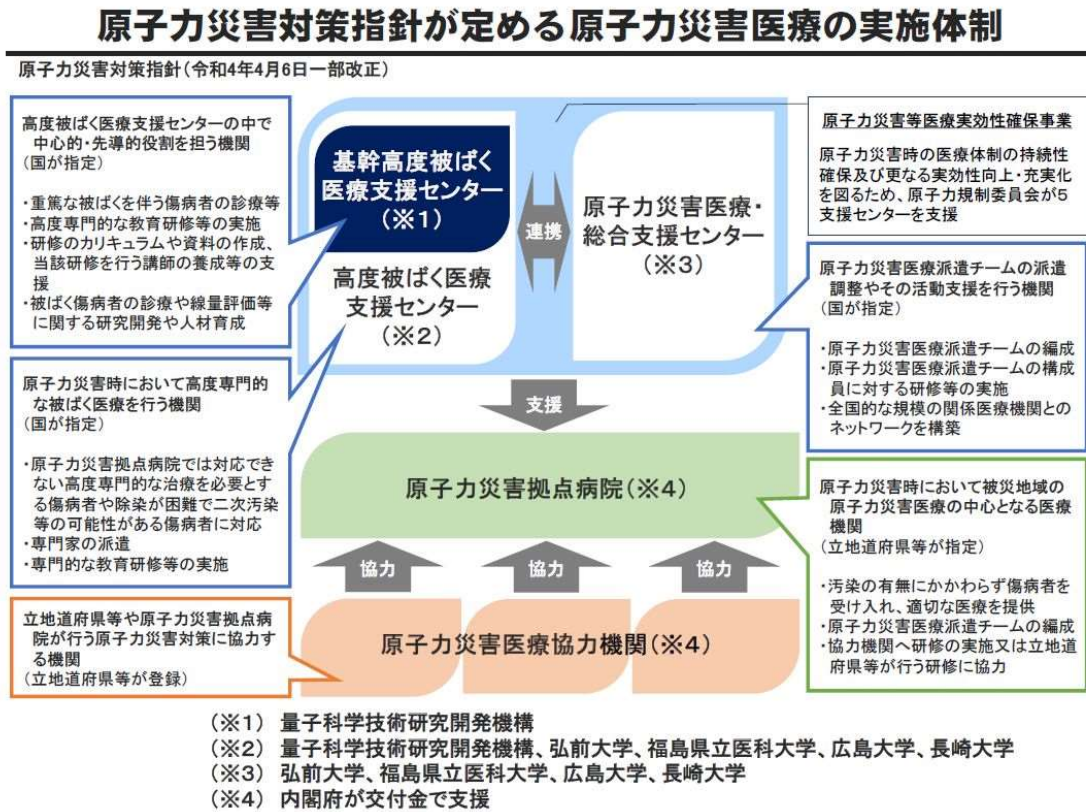 原子力災害対策指針が定める原子力災害医療の実施体制
原子力災害対策指針(令和4年4月6日一部改正)
高度被ばく医療支援センターの中で
中心的・先導的役割を担う機関
(国が指定)
・重篤な被ばくを伴う傷病者の診療等
・高度専門的な教育研修等の実施
・研修のカリキュラムや資料の作成、
当該研修を行う講師の養成等の支
援
・被ばく傷病者の診療や線量評価等
に関する研究開発や人材育成
原子力災害時において高度専門的
な被ばく医療を行う機関
(国が指定)
・原子力災害拠点病院では対応でき
ない高度専門的な治療を必要とす
る傷病者や除染が困難で二次汚染
等の可能性がある傷病者に対応
・専門家の派遣
・専門的な教育研修等の実施
立地道府県等や原子力災害拠点病
院が行う原子力災害対策に協力す
る機関
(立地道府県等が登録)
基幹高度被ばく
医療支援センター
(※1)
高度被ばく医療
支援センター
(※2)
連携
原子力災害医療・
総合支援センター
(※3)
支援
原子力災害拠点病院(※4)
協力
協力
協力
原子力災害医療協力機関(※4)
原子力災害等医療実効性確保事業
原子力災害時の医療体制の持続性
確保及び更なる実効性向上・充実化
を図るため、原子力規制委員会が5
支援センターを支援
原子力災害医療派遣チームの派遣
調整やその活動支援を行う機関
(国が指定)
・原子力災害医療派遣チームの編成
・原子力災害医療派遣チームの構成
員に対する研修等の実施
・全国的な規模の関係医療機関との
ネットワークを構築
原子力災害時において被災地域の
原子力災害医療の中心となる医療
機関
(立地道府県等が指定)
・汚染の有無にかかわらず傷病者を
受け入れ、適切な医療を提供
・原子力災害医療派遣チームの編成
・協力機関へ研修の実施又は立地道
府県等が行う研修に協力
(※1) 量子科学技術研究開発機構
(※2) 量子科学技術研究開発機構、弘前大学、福島県立医科大学、広島大学、長崎大学
(※3) 弘前大学、福島県立医科大学、広島大学、長崎大学
(※4) 内閣府が交付金で支援